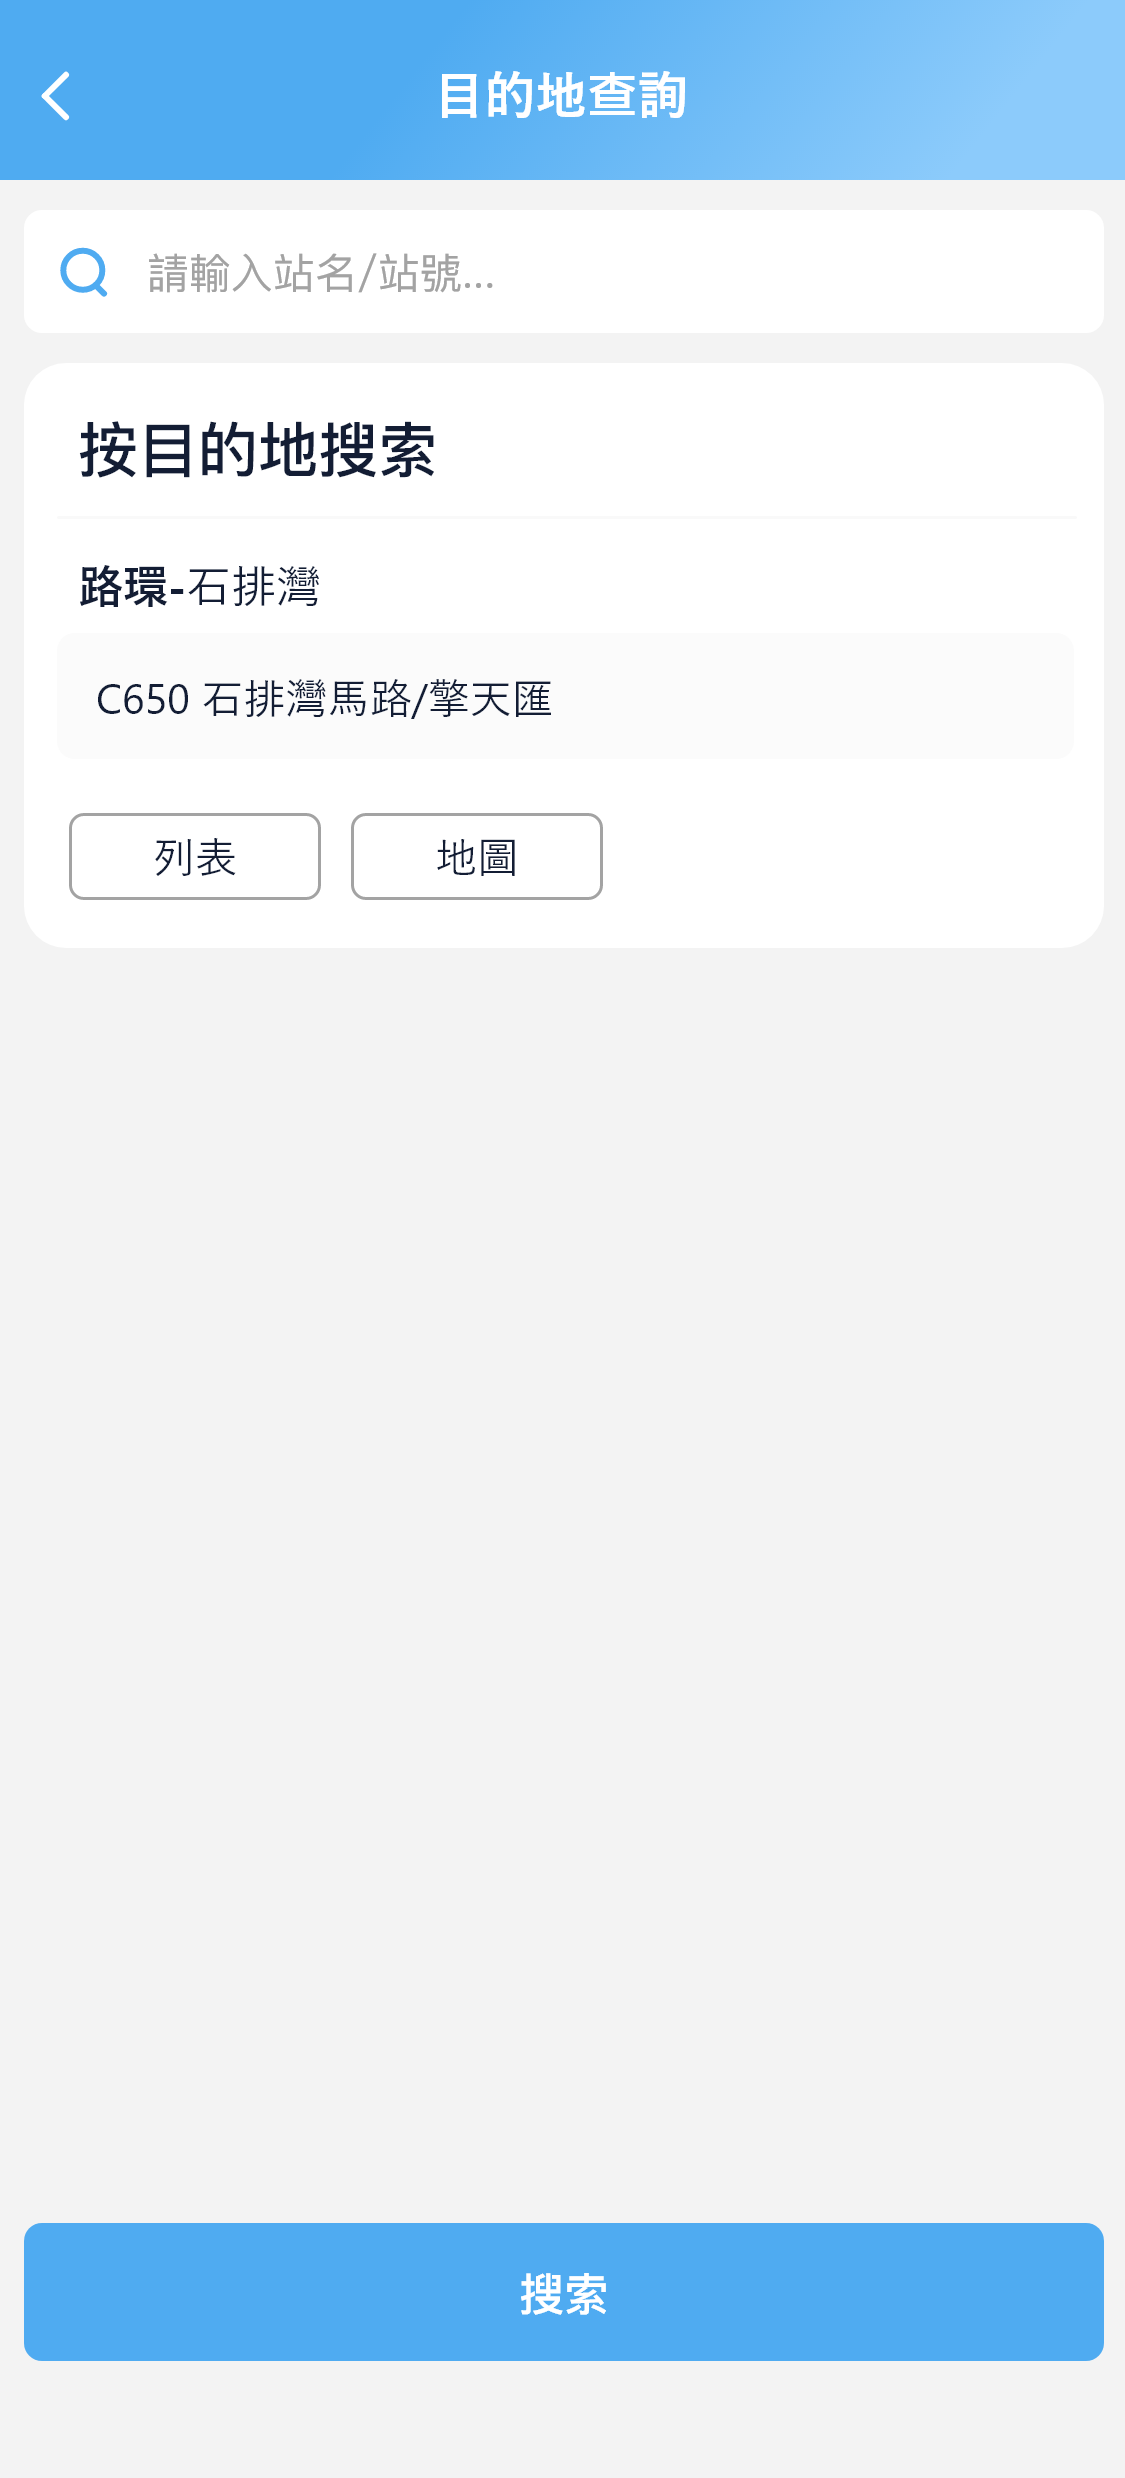 目的地查詢
請輸入站名/站號...
按目的地搜索
路環-石排灣
C650 石排灣馬路/擎天匯
列表
地圖
搜索